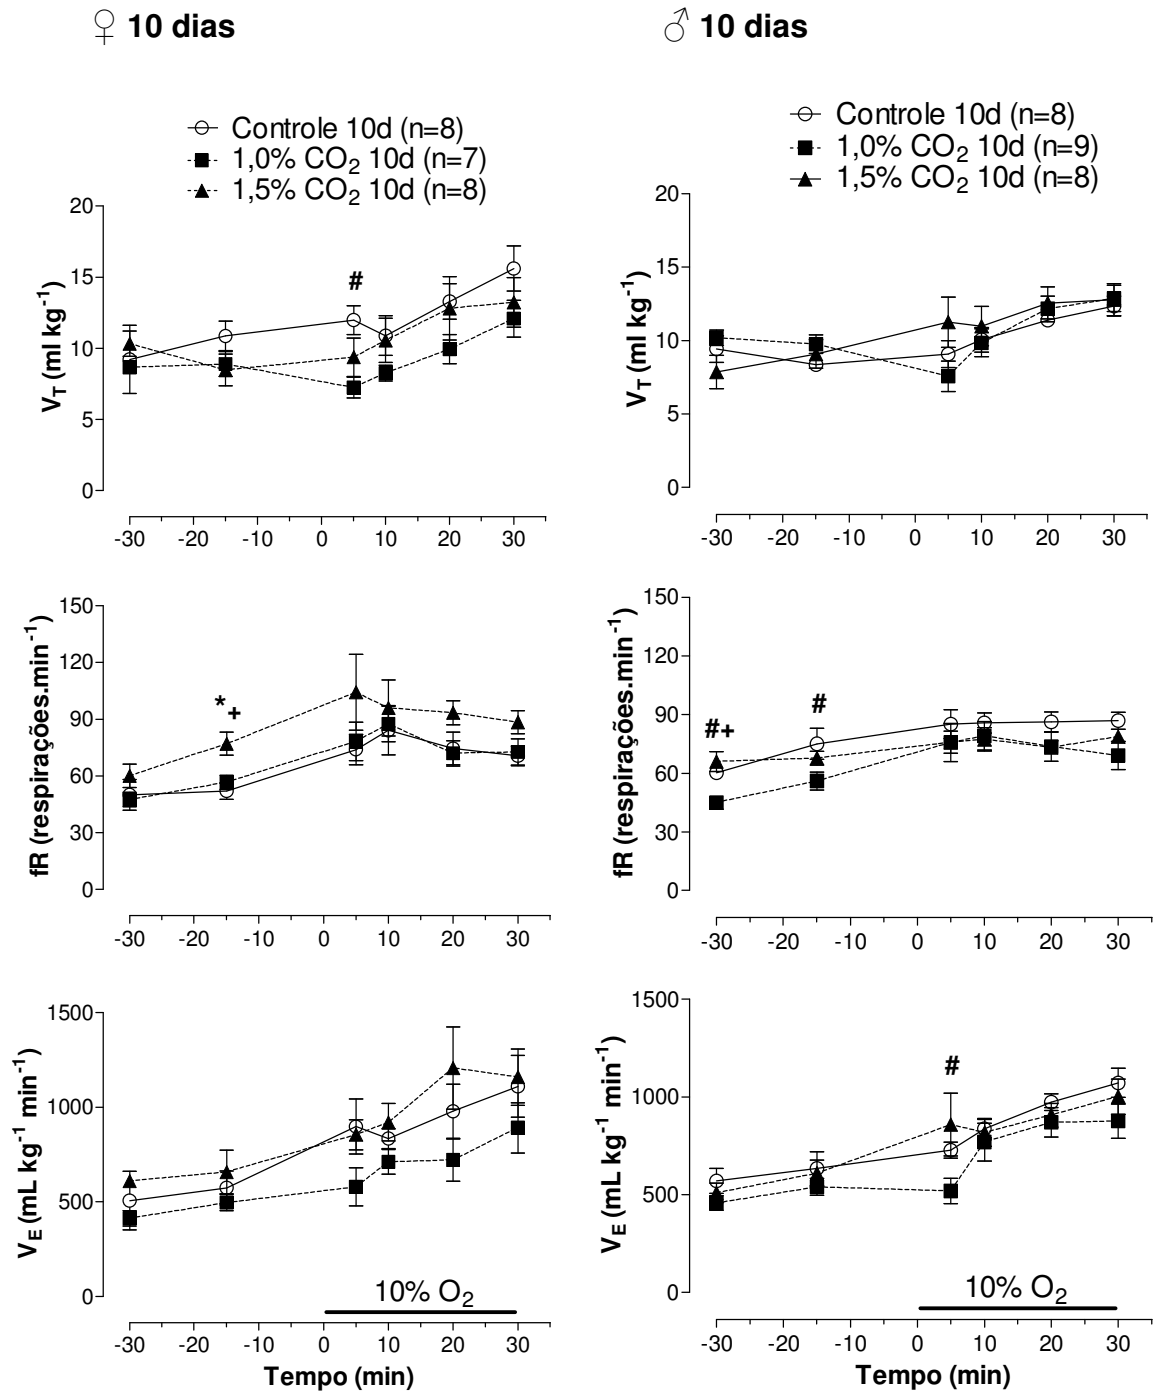 ♀ 10 dias
Controle 10d (n=8)
1,0% CO₂ 10d (n=7)
1,5% CO₂ 10d (n=8)
20
15
10
5
0
V_T (ml kg⁻¹)
#
-30 -20 -10 0 10 20 30
150
120
90
60
30
0
fR (respirações.min⁻¹)
*+
-30 -20 -10 0 10 20 30
1500
1000
500
0
V_E (mL kg⁻¹ min⁻¹)
10% O₂
-30 -20 -10 0 10 20 30
Tempo (min)
♂ 10 dias
Controle 10d (n=8)
1,0% CO₂ 10d (n=9)
1,5% CO₂ 10d (n=8)
20
15
10
5
0
V_T (ml kg⁻¹)
-30 -20 -10 0 10 20 30
150
120
90
60
30
0
fR (respirações.min⁻¹)
#+
#
-30 -20 -10 0 10 20 30
1500
1000
500
0
V_E (mL kg⁻¹ min⁻¹)
#
10% O₂
-30 -20 -10 0 10 20 30
Tempo (min)